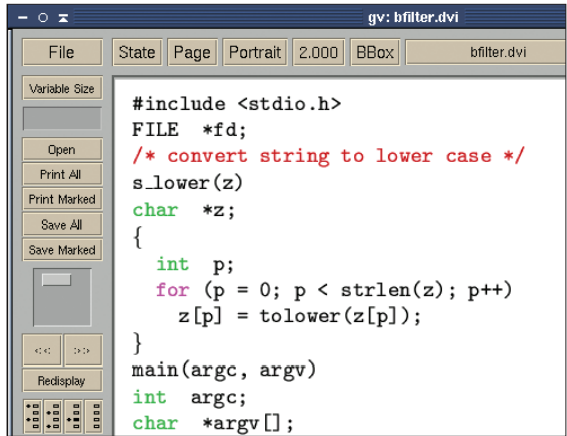 gv: bfilter.dvi
File State Page Portrait 2.000 BBox bfilter.dvi
Variable Size
Open
Print All
Print Marked
Save All
Save Marked
<< >>
Redisplay
#include <stdio.h>
FILE *fd;
/* convert string to lower case */
s_lower(z)
char *z;
{
int p;
for (p = 0; p < strlen(z); p++)
z[p] = tolower(z[p]);
}
main(argc, argv)
int argc;
char *argv[];